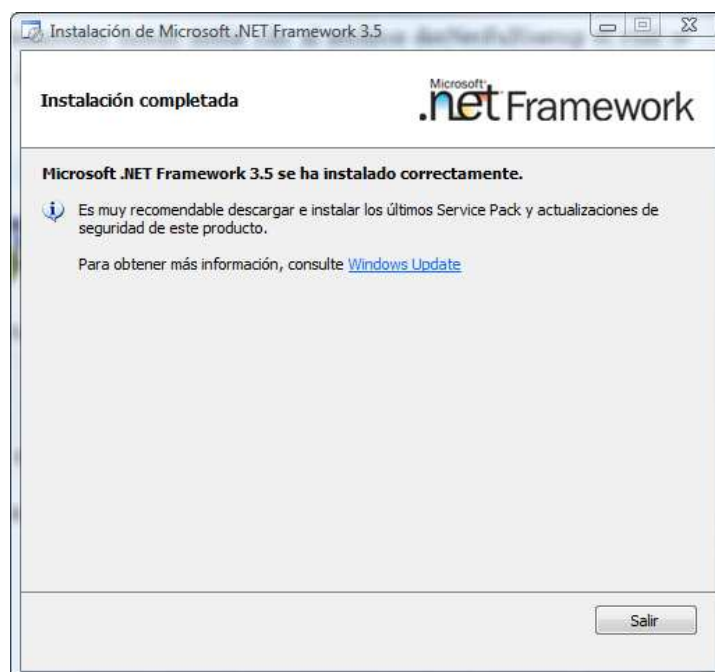 Instalación de Microsoft .NET Framework 3.5
Instalación completada
Microsoft
.net Framework
Microsoft .NET Framework 3.5 se ha instalado correctamente.
Es muy recomendable descargar e instalar los últimos Service Pack y actualizaciones de
seguridad de este producto.
Para obtener más información, consulte Windows Update
Salir